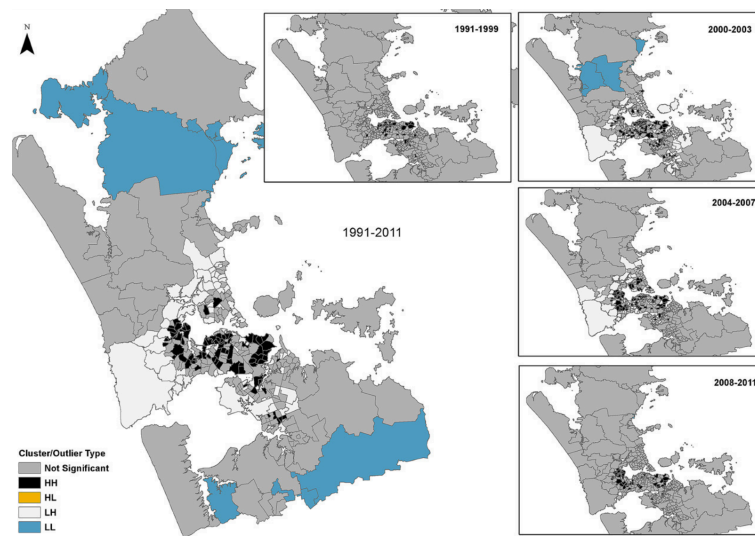 N
1991-1999
2000-2003
1991-2011
2004-2007
2008-2011
Cluster/Outlier Type
Not Significant
HH
HL
LH
LL